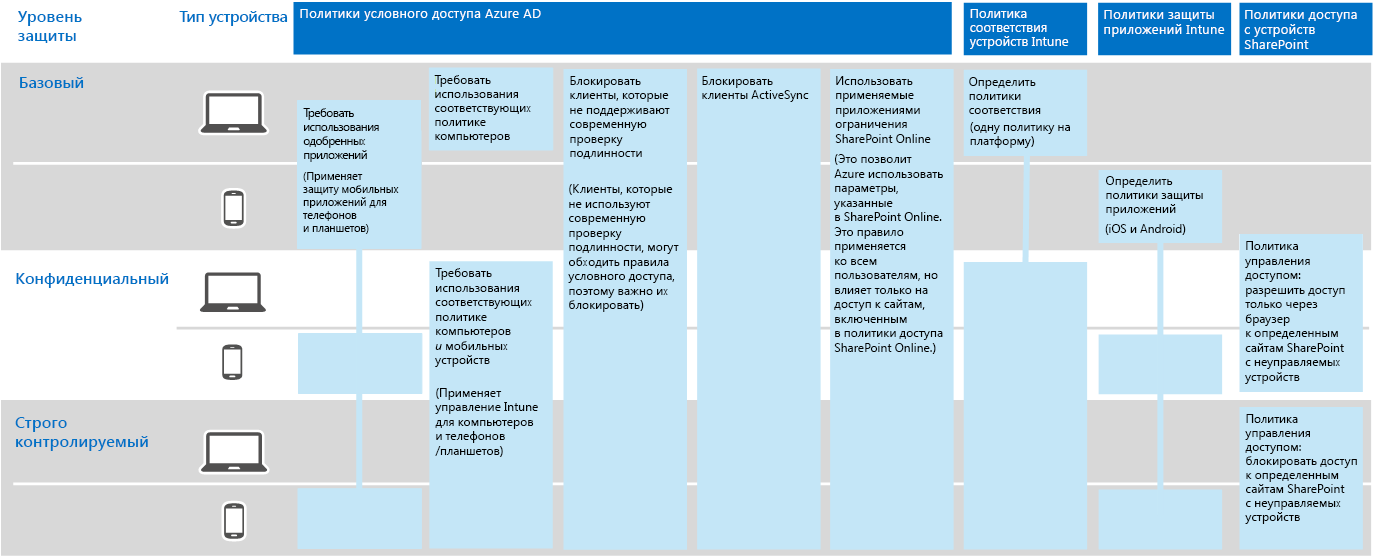 Уровень
защиты
Тип устройства
Политики условного доступа Azure AD
Политика
соответствия
устройств Intune
Политики защиты
приложений Intune
Политики доступа
с устройств
SharePoint
Базовый
Требовать
использования
одобренных
приложений
(Применяет
защиту мобильных
приложений для
телефонов
и планшетов)
Требовать
использования
соответствующих
политике
компьютеров
Блокировать
клиенты, которые
не поддерживают
современную
проверку
подлинности
(Клиенты, которые
не используют
современную
проверку
подлинности, могут
обходить правила
условного доступа,
поэтому важно их
блокировать)
Блокировать
клиенты ActiveSync
Использовать
применяемые
приложениями
ограничения
SharePoint Online
(Это позволит
Azure использовать
параметры,
указанные
в SharePoint Online.
Это правило
применяется
ко всем
пользователям, но
влияет только на
доступ к сайтам,
включенным
в политики доступа
SharePoint Online.)
Определить
политики
соответствия
(одну политику на
платформу)
Определить
политики защиты
приложений
(iOS и Android)
Конфиденциальный
Требовать
использования
соответствующих
политике
компьютеров
и мобильных
устройств
(Применяет
управление Intune
для компьютеров
и телефонов
/планшетов)
Политика
управления
доступом:
разрешить доступ
только через
браузер
к определенным
сайтам SharePoint
с неуправляемых
устройств
Строго
контролируемый
Политика
управления
доступом:
блокировать доступ
к определенным
сайтам SharePoint
с неуправляемых
устройств